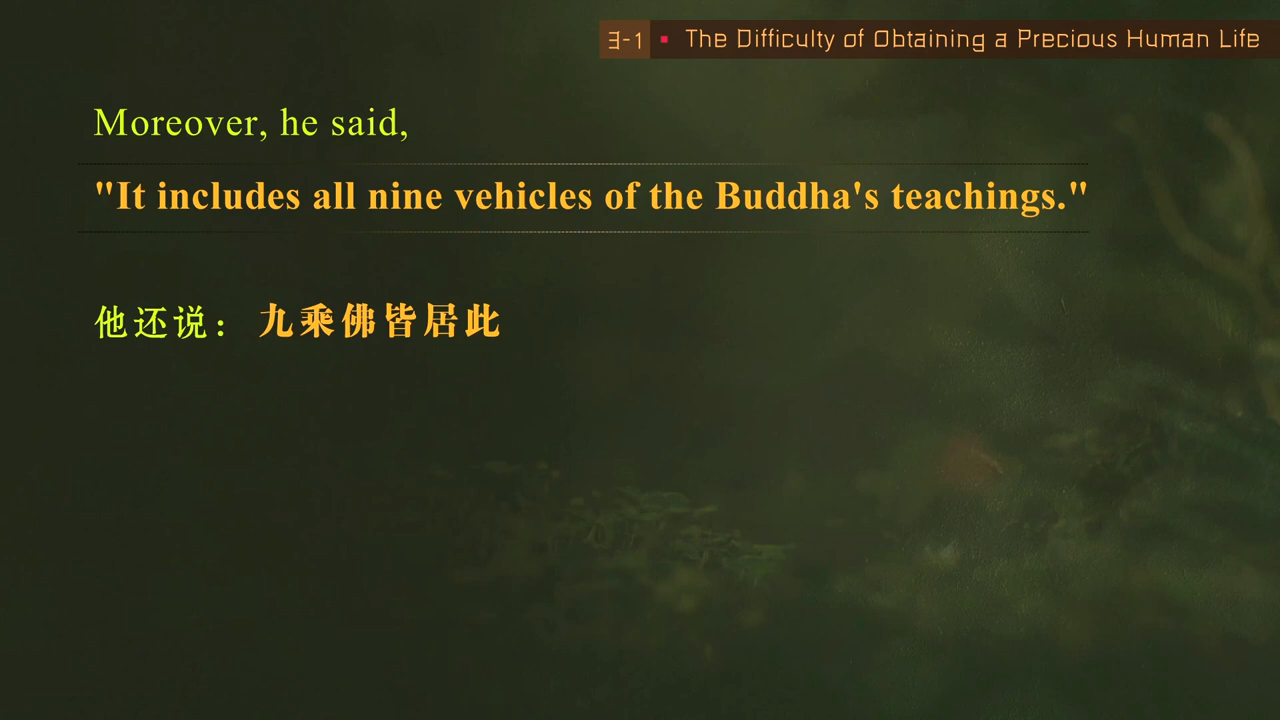 3-1 ▪ The Difficulty of Obtaining a Precious Human Life
Moreover, he said,
"It includes all nine vehicles of the Buddha's teachings."
他还说：九乘佛皆居此